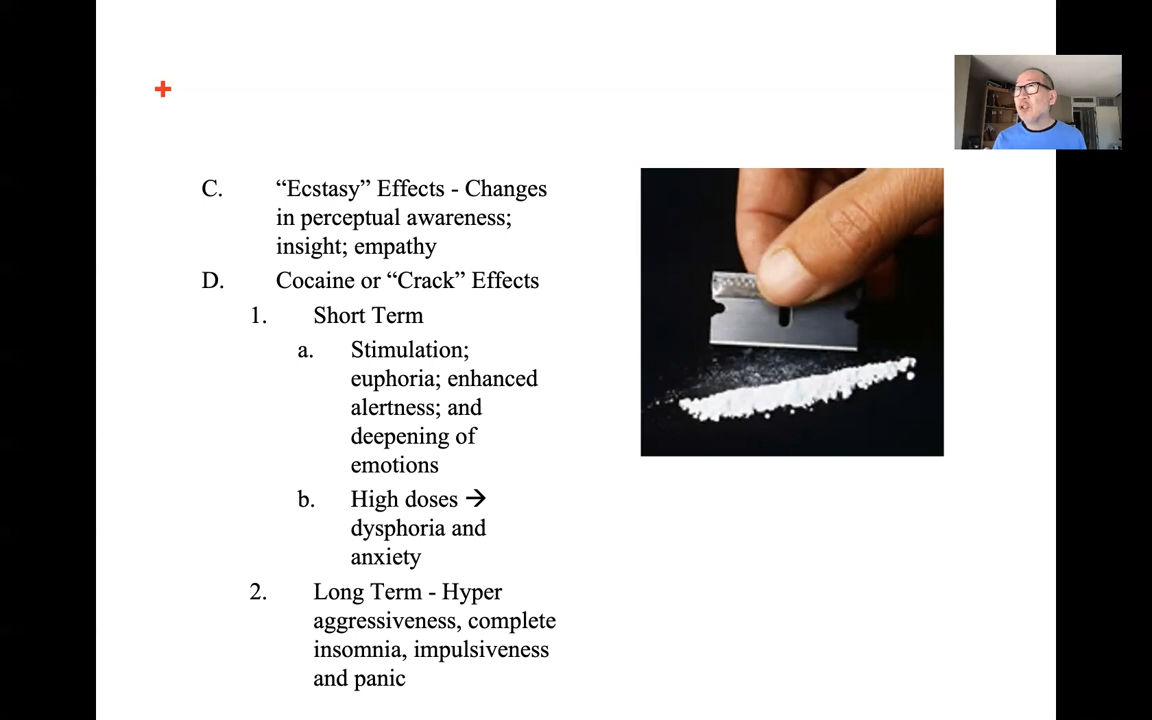 C. “Ecstasy” Effects - Changes
in perceptual awareness;
insight; empathy
D. Cocaine or “Crack” Effects
1. Short Term
a. Stimulation;
euphoria; enhanced
alertness; and
deepening of
emotions
b. High doses →
dysphoria and
anxiety
2. Long Term - Hyper
aggressiveness, complete
insomnia, impulsiveness
and panic